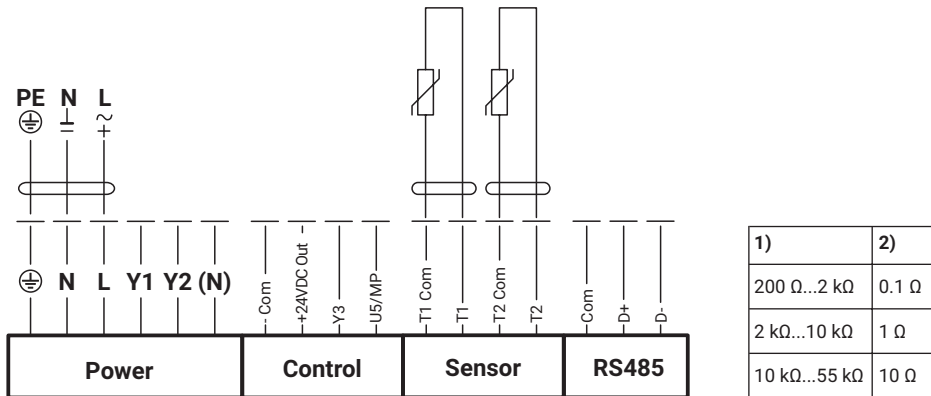 PE N L
N L Y1 Y2 (N)
- Com
+24VDC Out
Y3
U5/MP
T1 Com
T1
T2 Com
T2
Com
D+
D-
Power
Control
Sensor
RS485
1) 2)
200 Ω...2 kΩ 0.1 Ω
2 kΩ...10 kΩ 1 Ω
10 kΩ...55 kΩ 10 Ω